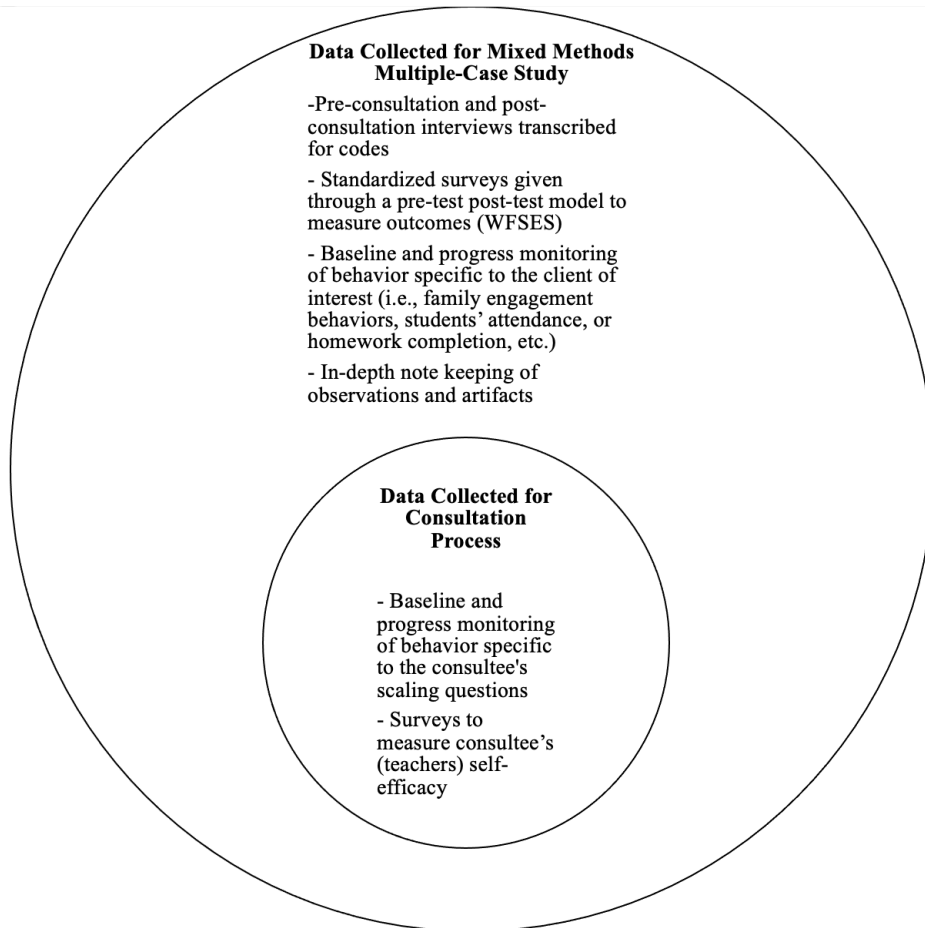 Data Collected for Mixed Methods
Multiple-Case Study
-Pre-consultation and post-
consultation interviews transcribed
for codes
- Standardized surveys given
through a pre-test post-test model to
measure outcomes (WFSES)
- Baseline and progress monitoring
of behavior specific to the client of
interest (i.e., family engagement
behaviors, students’ attendance, or
homework completion, etc.)
- In-depth note keeping of
observations and artifacts
Data Collected for
Consultation
Process
- Baseline and
progress monitoring
of behavior specific
to the consultee's
scaling questions
- Surveys to
measure consultee’s
(teachers) self-
efficacy